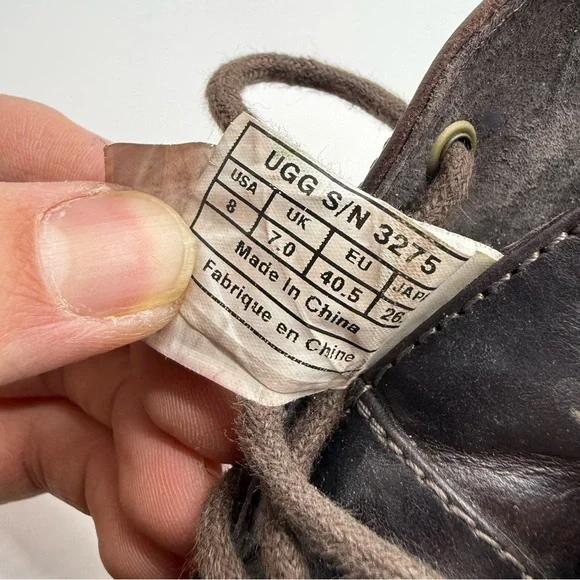 UGG S/N 3275
USA UK EU JAP
8 7.0 40.5 26
Made In China
Fabrique en Chine